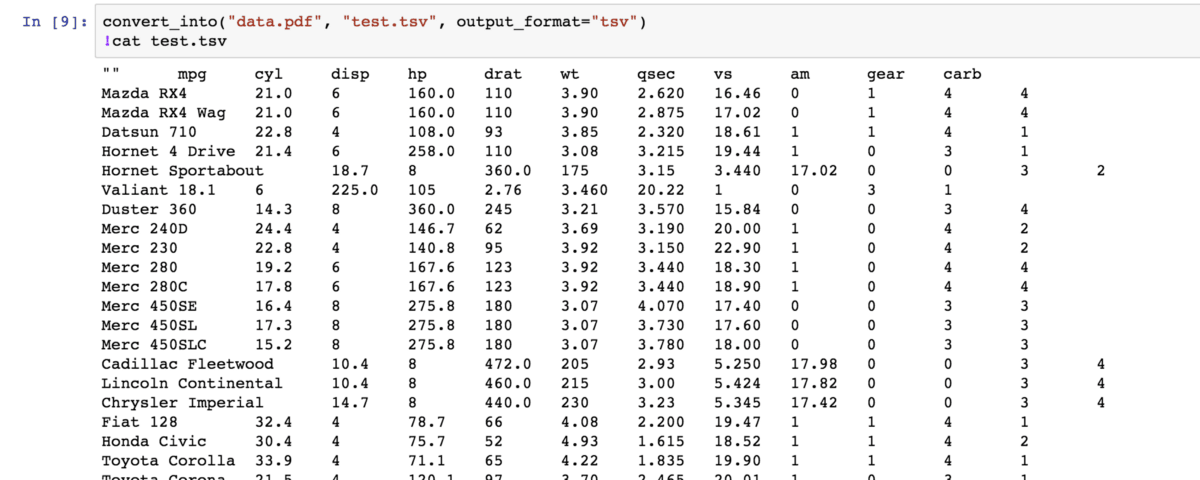 In [9]: convert_into("data.pdf", "test.tsv", output_format="tsv")
!cat test.tsv
"" mpg cyl disp hp drat wt qsec vs am gear carb
Mazda RX4 21.0 6 160.0 110 3.90 2.620 16.46 0 1 4 4
Mazda RX4 Wag 21.0 6 160.0 110 3.90 2.875 17.02 0 1 4 4
Datsun 710 22.8 4 108.0 93 3.85 2.320 18.61 1 1 4 1
Hornet 4 Drive 21.4 6 258.0 110 3.08 3.215 19.44 1 0 3 1
Hornet Sportabout 18.7 8 360.0 175 3.15 3.440 17.02 0 0 3 2
Valiant 18.1 6 225.0 105 2.76 3.460 20.22 1 0 3 1
Duster 360 14.3 8 360.0 245 3.21 3.570 15.84 0 0 3 4
Merc 240D 24.4 4 146.7 62 3.69 3.190 20.00 1 0 4 2
Merc 230 22.8 4 140.8 95 3.92 3.150 22.90 1 0 4 2
Merc 280 19.2 6 167.6 123 3.92 3.440 18.30 1 0 4 4
Merc 280C 17.8 6 167.6 123 3.92 3.440 18.90 1 0 4 4
Merc 450SE 16.4 8 275.8 180 3.07 4.070 17.40 0 0 3 3
Merc 450SL 17.3 8 275.8 180 3.07 3.730 17.60 0 0 3 3
Merc 450SLC 15.2 8 275.8 180 3.07 3.780 18.00 0 0 3 3
Cadillac Fleetwood 10.4 8 472.0 205 2.93 5.250 17.98 0 0 3 4
Lincoln Continental 10.4 8 460.0 215 3.00 5.424 17.82 0 0 3 4
Chrysler Imperial 14.7 8 440.0 230 3.23 5.345 17.42 0 0 3 4
Fiat 128 32.4 4 78.7 66 4.08 2.200 19.47 1 1 4 1
Honda Civic 30.4 4 75.7 52 4.93 1.615 18.52 1 1 4 2
Toyota Corolla 33.9 4 71.1 65 4.22 1.835 19.90 1 1 4 1
Toyota Corona 21.5 4 120.1 97 3.70 2.465 20.01 1 0 3 1